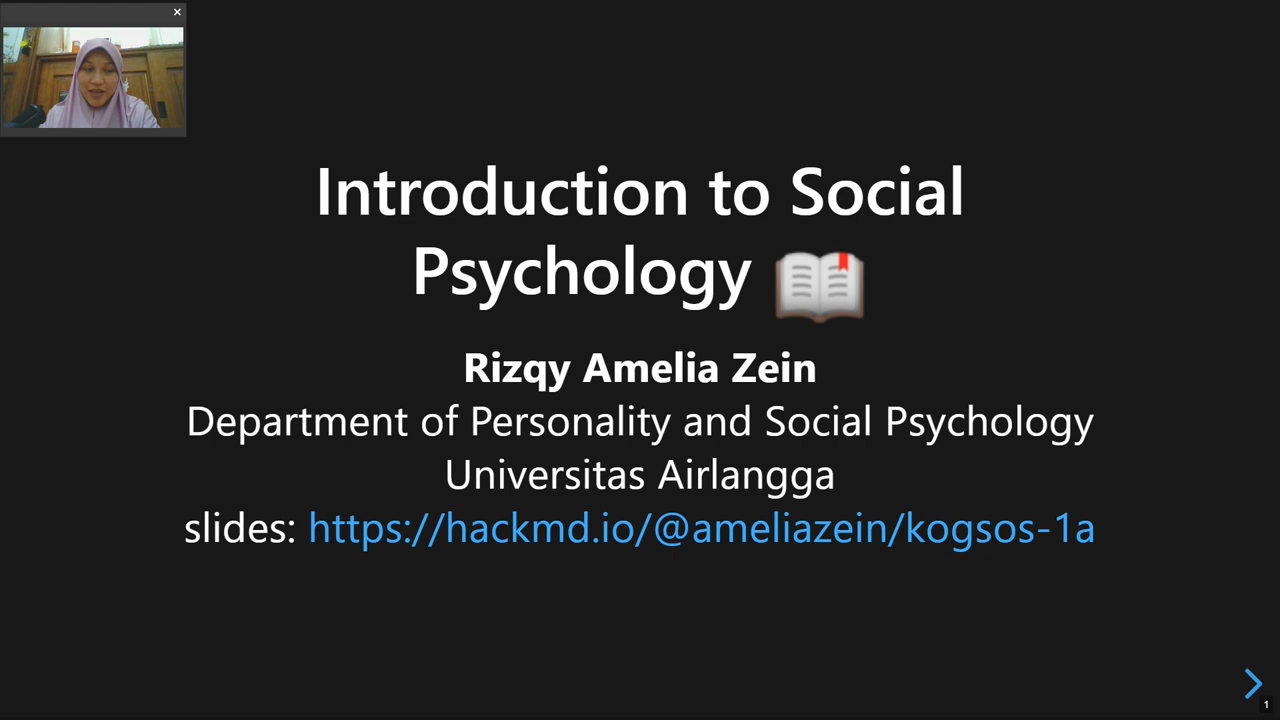 Introduction to Social
Psychology 📖
Rizqy Amelia Zein
Department of Personality and Social Psychology
Universitas Airlangga
slides: https://hackmd.io/@ameliazein/kogsos-1a
1